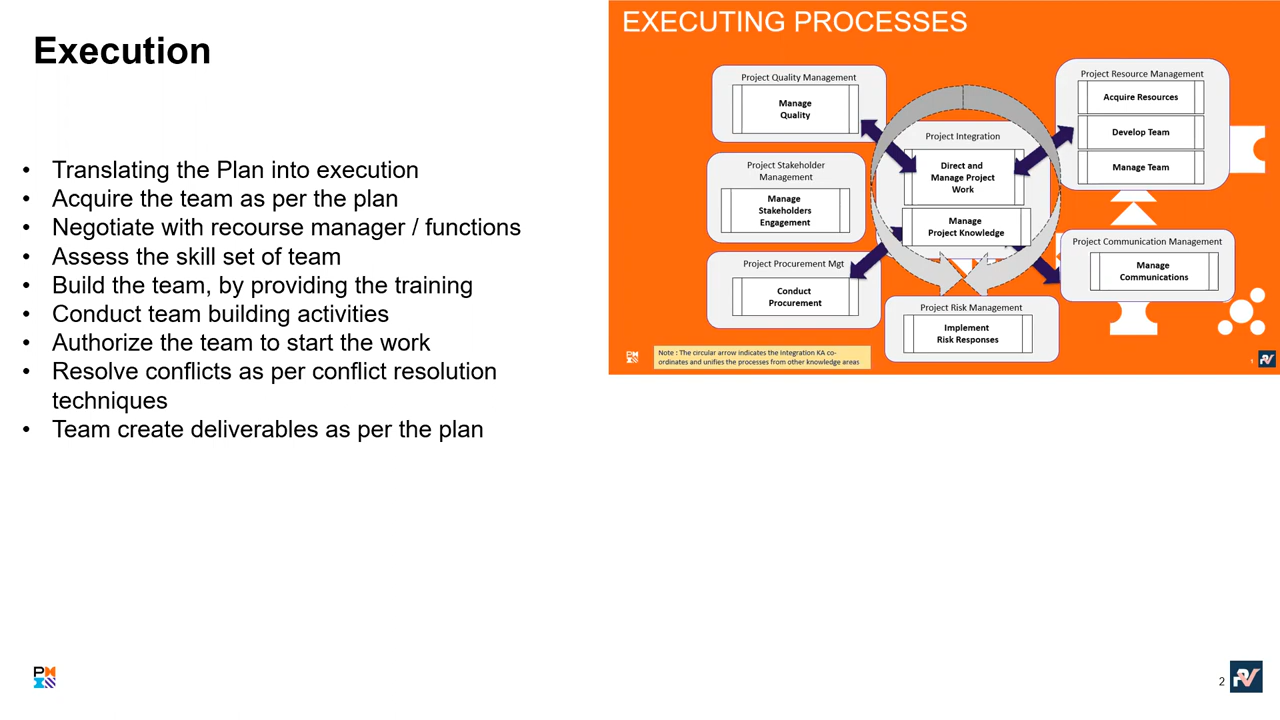 Execution
• Translating the Plan into execution
• Acquire the team as per the plan
• Negotiate with recourse manager / functions
• Assess the skill set of team
• Build the team, by providing the training
• Conduct team building activities
• Authorize the team to start the work
• Resolve conflicts as per conflict resolution
techniques
• Team create deliverables as per the plan
EXECUTING PROCESSES
Project Quality Management
Manage
Quality
Project Stakeholder
Management
Manage
Stakeholders
Engagement
Project Procurement Mgt
Conduct
Procurement
Project Integration
Direct and
Manage Project
Work
Manage
Project Knowledge
Project Risk Management
Implement
Risk Responses
Project Resource Management
Acquire Resources
Develop Team
Manage Team
Project Communication Management
Manage
Communications
Note : The circular arrow indicates the Integration KA co-
ordinates and unifies the processes from other knowledge areas
1
2